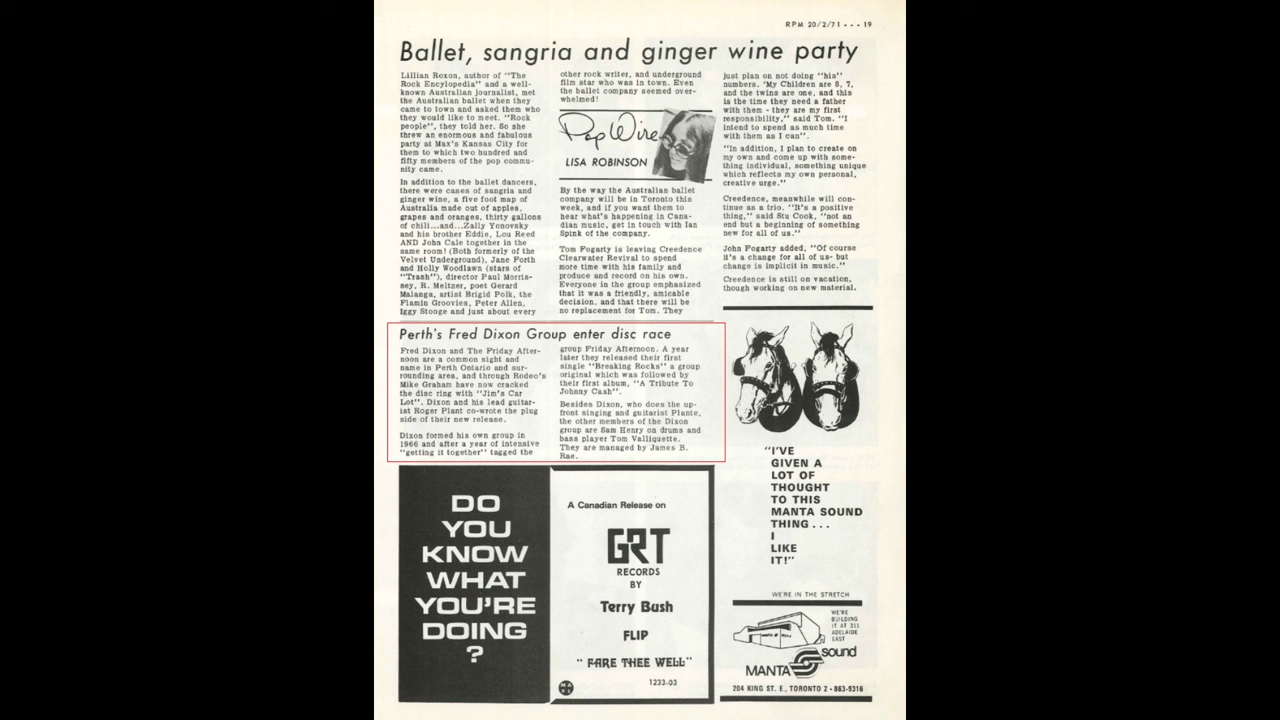 RPM 20/2/71 - - - 19
Ballet, sangria and ginger wine party
Lillian Roxon, author of "The
Rock Encylopedia" and a well-
known Australian journalist, met
the Australian ballet when they
came to town and asked them who
they would like to meet. "Rock
people", they told her. So she
threw an enormous and fabulous
party at Max's Kansas City for
them to which two hundred and
fifty members of the pop commu-
nity came.
In addition to the ballet dancers,
there were cases of sangria and
ginger wine, a five foot map of
Australia made out of apples,
grapes and oranges, thirty gallons
of chili...and...Zally Yonovsky
and his brother Eddie, Lou Reed
AND John Cale together in the
same room! (Both formerly of the
Velvet Underground), Jane Forth
and Holly Woodlawn (stars of
"Trash"), director Paul Morris-
sey, R. Meltzer, poet Gerard
Malanga, artist Brigid Polk, the
Flamin Groovies, Peter Allen,
Iggy Stooge and just about every
other rock writer, and underground
film star who was in town. Even
the ballet company seemed over-
whelmed!
Pop Wire
LISA ROBINSON
By the way the Australian ballet
company will be in Toronto this
week, and if you want them to
hear what's happening in Cana-
dian music, get in touch with Ian
Spink of the company.
Tom Fogarty is leaving Creedence
Clearwater Revival to spend
more time with his family and
produce and record on his own.
Everyone in the group emphasized
that it was a friendly, amicable
decision, and that there will be
no replacement for Tom. They
just plan on not doing "his"
numbers. 'My Children are 8, 7,
and the twins are one, and this
is the time they need a father
with them - they are my first
responsibility," said Tom. "I
intend to spend as much time
with them as I can".
"In addition, I plan to create on
my own and come up with some-
thing individual, something unique
which reflects my own personal,
creative urge."
Creedence, meanwhile will con-
tinue as a trio. "It's a positive
thing," said Stu Cook, "not an
end but a beginning of something
new for all of us."
John Fogarty added, "Of course
it's a change for all of us- but
change is implicit in music."
Creedence is still on vacation,
though working on new material.
Perth's Fred Dixon Group enter disc race
Fred Dixon and The Friday After-
noon are a common sight and
name in Perth Ontario and sur-
rounding area, and through Rodeo's
Mike Graham have now cracked
the disc ring with "Jim's Car
Lot". Dixon and his lead guitar-
ist Roger Plant co-wrote the plug
side of their new release.
Dixon formed his own group in
1966 and after a year of intensive
"getting it together" tagged the
group Friday Afternoon. A year
later they released their first
single "Breaking Rocks" a group
original which was followed by
their first album, "A Tribute To
Johnny Cash".
Besides Dixon, who does the up-
front singing and guitarist Plante,
the other members of the Dixon
group are Sam Henry on drums and
bass player Tom Valliquette.
They are managed by James B.
Rae.
DO
YOU
KNOW
WHAT
YOU'RE
DOING
?
A Canadian Release on
GRT
RECORDS
BY
Terry Bush
FLIP
"FARE THEE WELL"
1233-03
MAPL
"I'VE
GIVEN A
LOT OF
THOUGHT
TO THIS
MANTA SOUND
THING...
I
LIKE
IT!"
WE'RE IN THE STRETCH
WE'RE
BUILDING
IT AT 311
ADELAIDE
EAST
MANTA sound
204 KING ST. E., TORONTO 2 - 863-9316